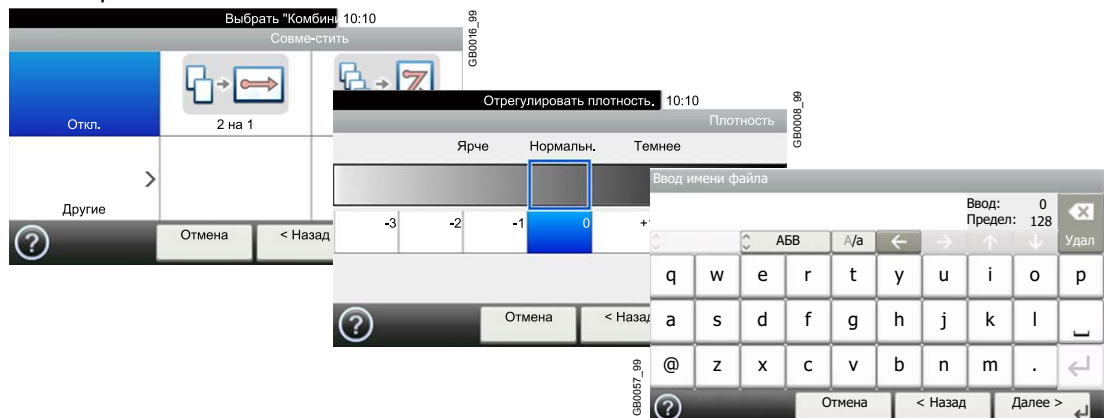 Выбрать "Комбини 10:10
Совме-стить
Откл.
2 на 1
Другие
Отмена
< Назад
GB0016_99
Отрегулировать плотность. 10:10
Плотность
Ярче Нормальн. Темнее
-3 -2 -1 0
Отмена
< Назад
GB0008_99
Ввод имени файла
Ввод: 0
Предел: 128
АБВ A/a Удал
q w e r t y u i o p
a s d f g h j k l
@ z x c v b n m .
Отмена < Назад Далее >
GB0057_99